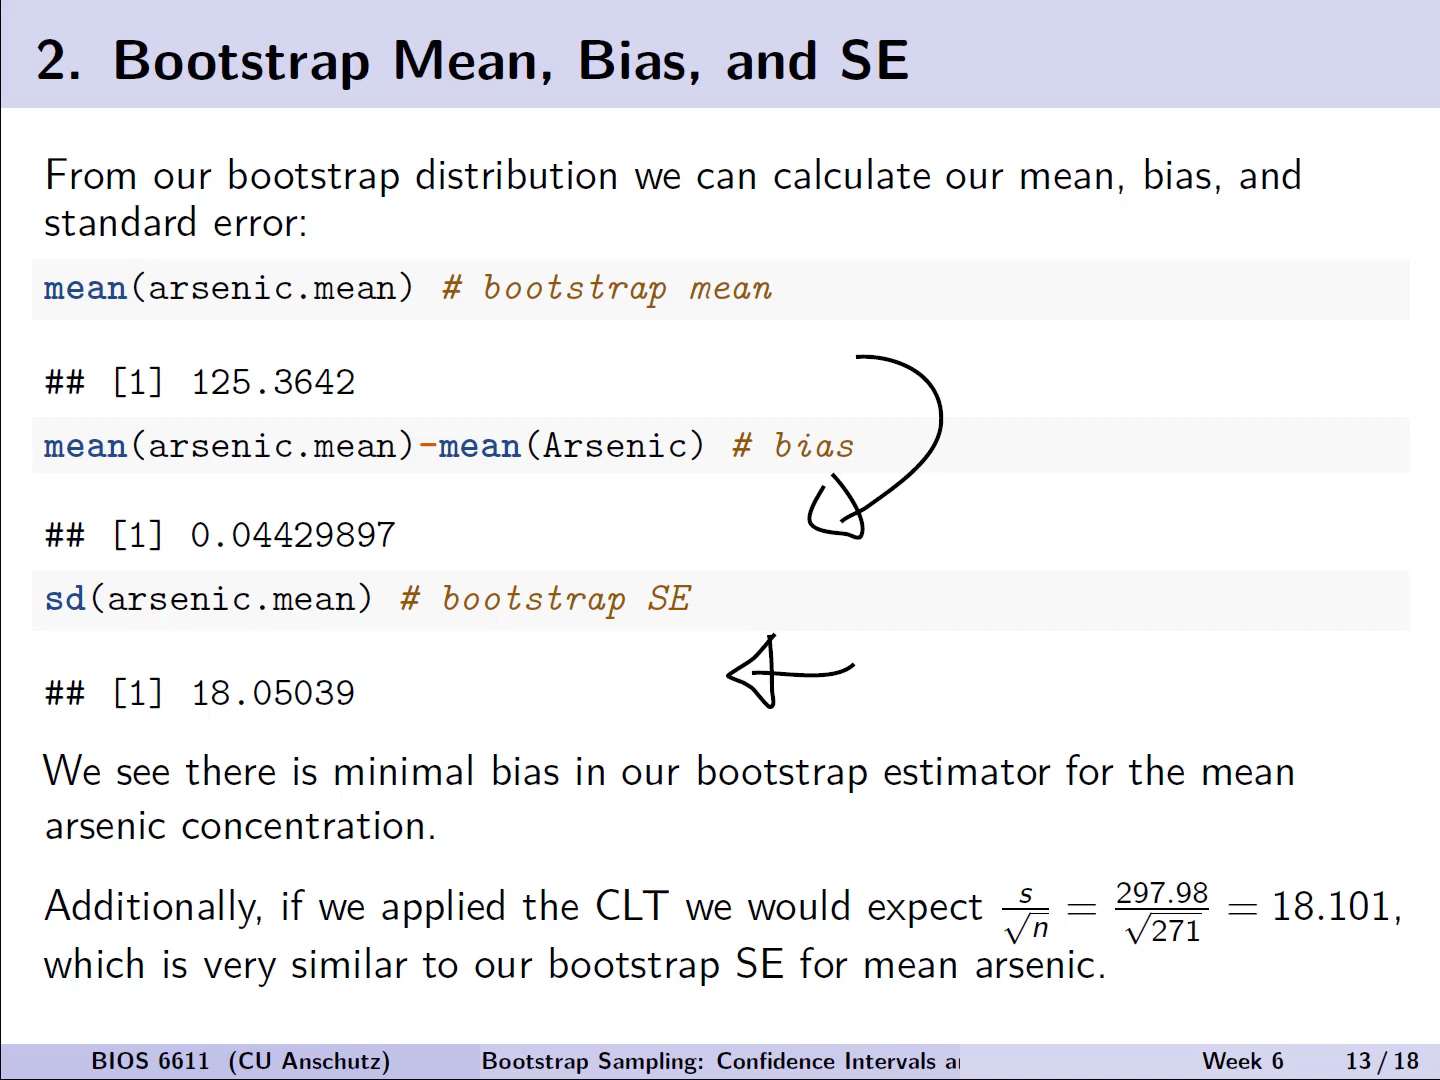 2. Bootstrap Mean, Bias, and SE
From our bootstrap distribution we can calculate our mean, bias, and
standard error:
mean(arsenic.mean) # bootstrap mean
## [1] 125.3642
mean(arsenic.mean)-mean(Arsenic) # bias
## [1] 0.04429897
sd(arsenic.mean) # bootstrap SE
## [1] 18.05039
We see there is minimal bias in our bootstrap estimator for the mean
arsenic concentration.
Additionally, if we applied the CLT we would expect s/√n = 297.98/√271 = 18.101,
which is very similar to our bootstrap SE for mean arsenic.
BIOS 6611 (CU Anschutz) Bootstrap Sampling: Confidence Intervals a Week 6 13 / 18